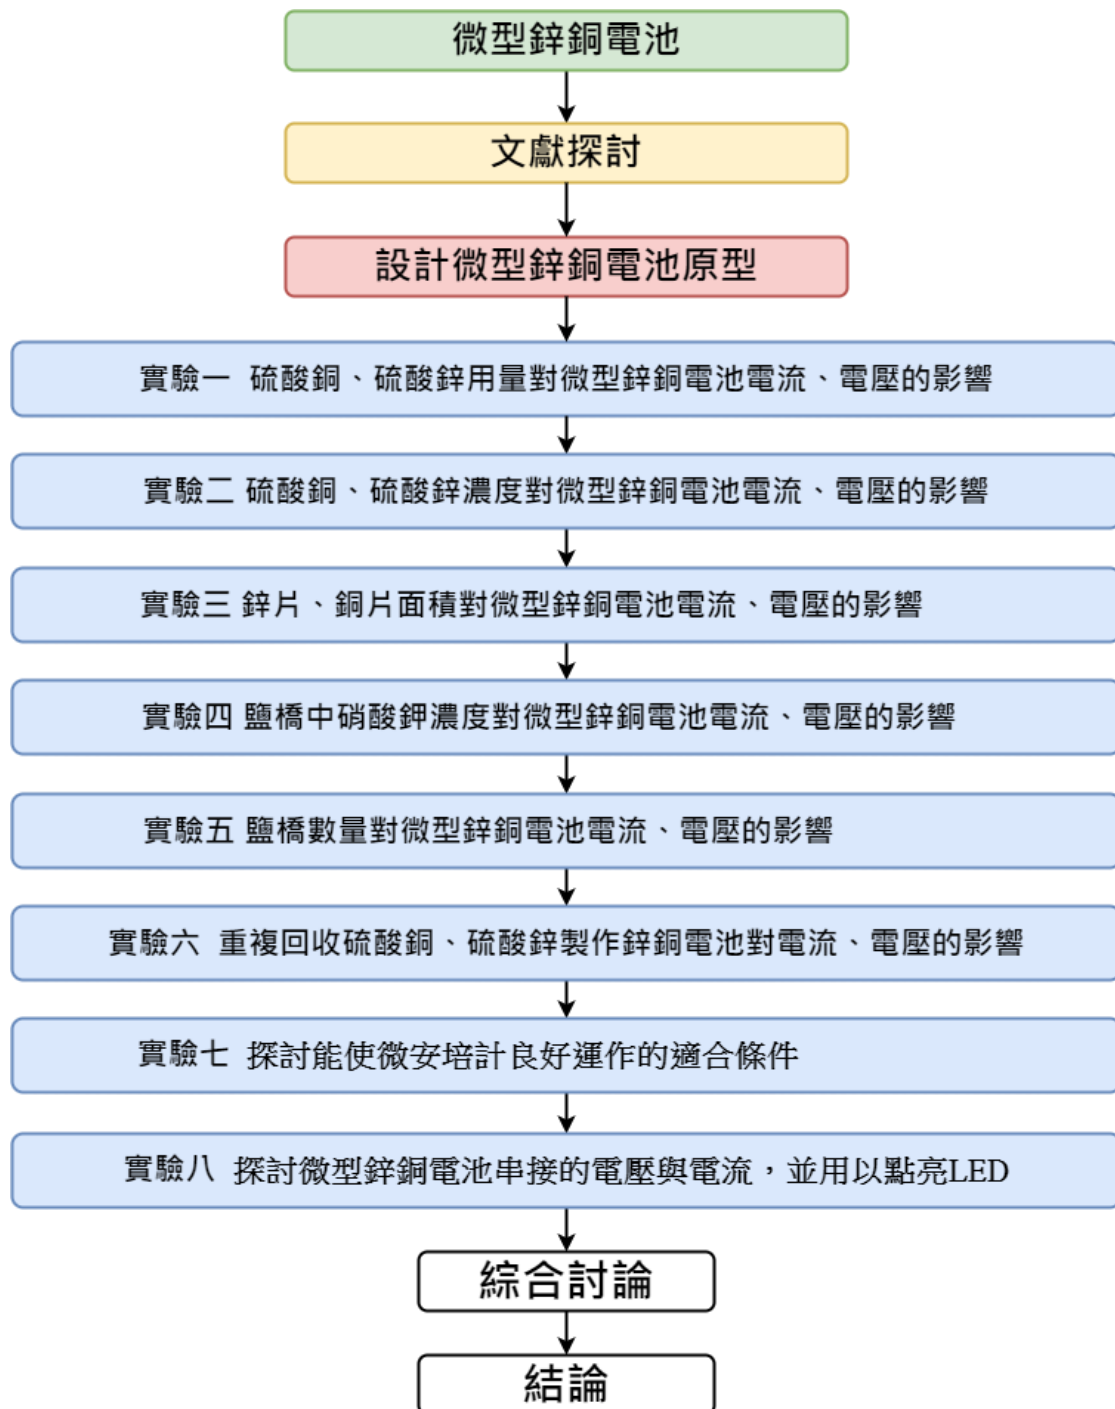 微型鋅銅電池
文獻探討
設計微型鋅銅電池原型
實驗一 硫酸銅、硫酸鋅用量對微型鋅銅電池電流、電壓的影響
實驗二 硫酸銅、硫酸鋅濃度對微型鋅銅電池電流、電壓的影響
實驗三 鋅片、銅片面積對微型鋅銅電池電流、電壓的影響
實驗四 鹽橋中硝酸鉀濃度對微型鋅銅電池電流、電壓的影響
實驗五 鹽橋數量對微型鋅銅電池電流、電壓的影響
實驗六 重複回收硫酸銅、硫酸鋅製作鋅銅電池對電流、電壓的影響
實驗七 探討能使微安培計良好運作的適合條件
實驗八 探討微型鋅銅電池串接的電壓與電流，並用以點亮LED
綜合討論
結論